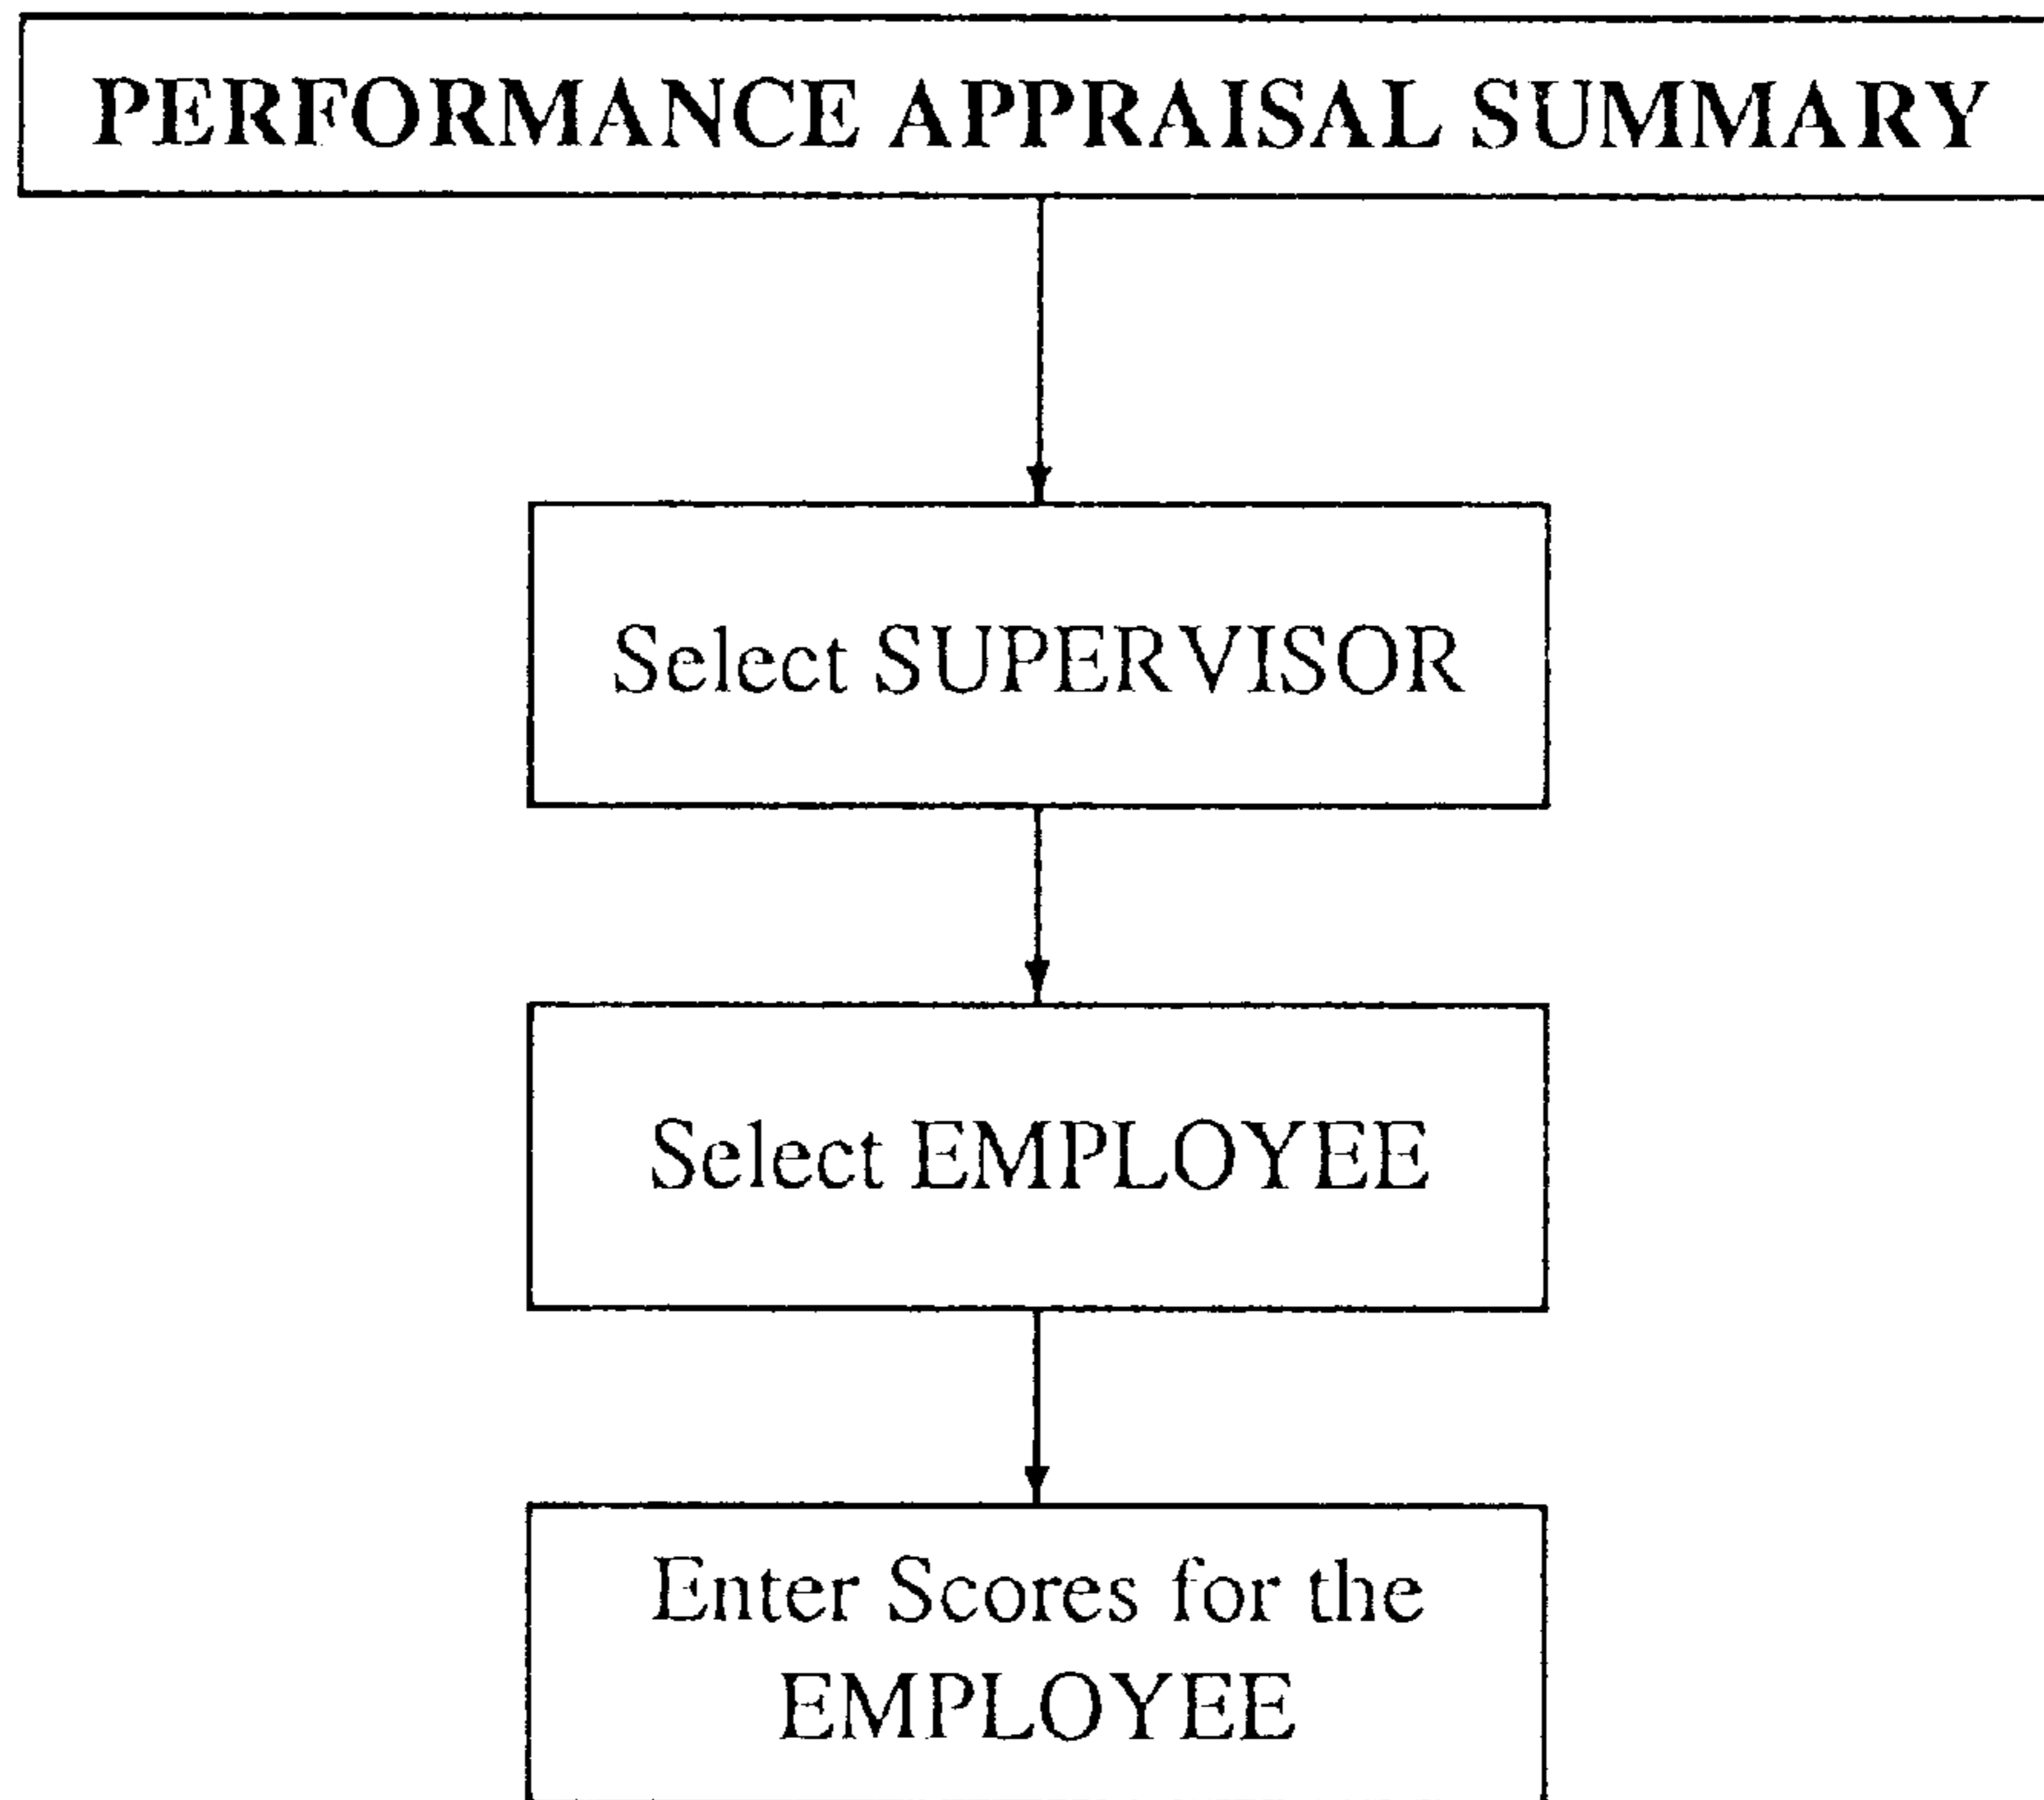 PERFORMANCE APPRAISAL SUMMARY
Select SUPERVISOR
Select EMPLOYEE
Enter Scores for the
EMPLOYEE